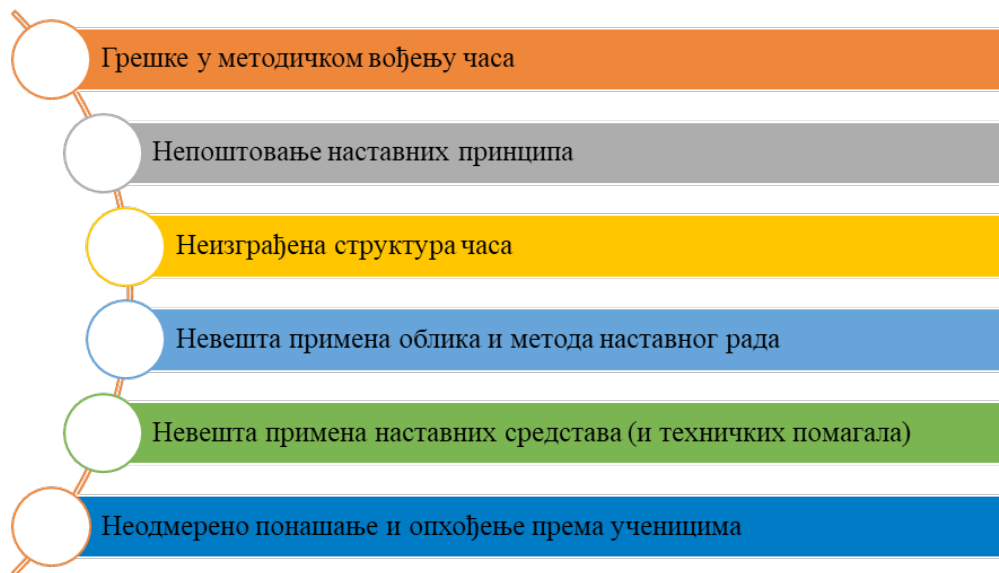 Грешке у методичком вођењу часа
Непоштовање наставних принципа
Неизграђена структура часа
Невешта примена облика и метода наставног рада
Невешта примена наставних средстава (и техничких помагала)
Неодмерено понашање и опхођење према ученицима